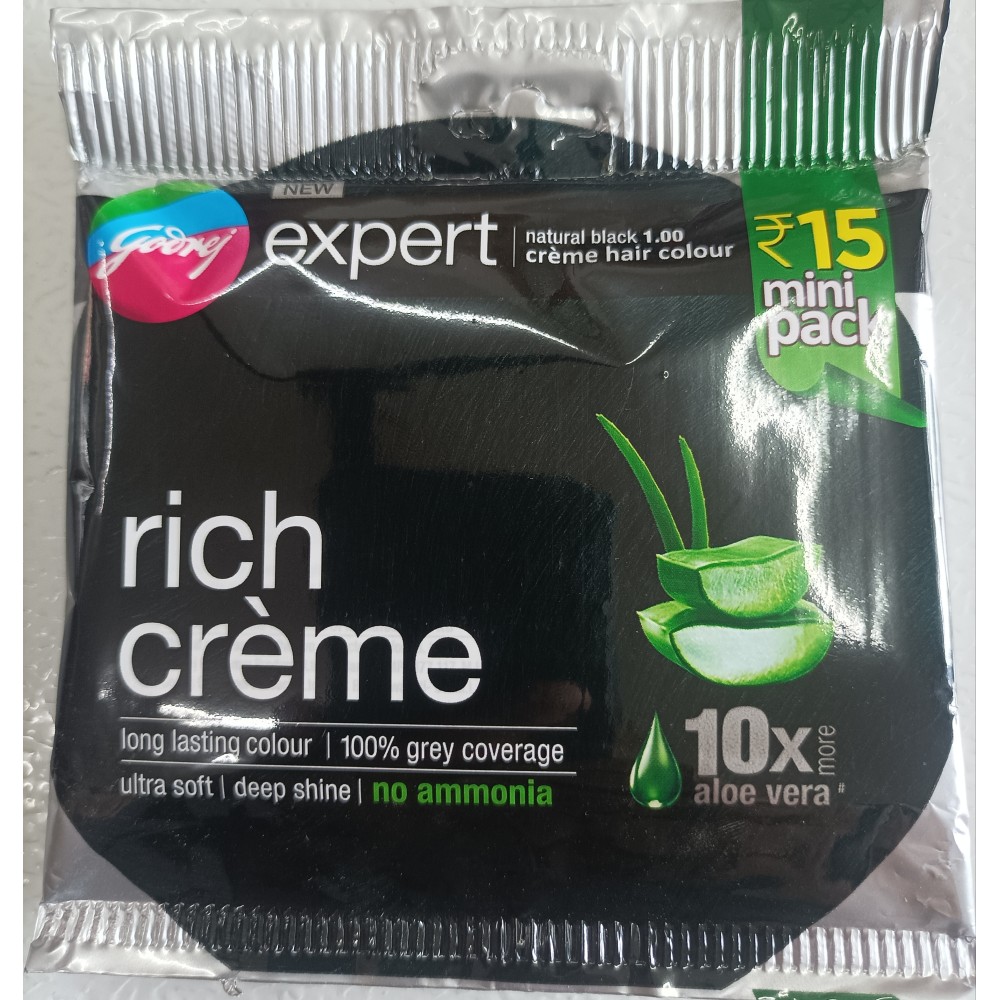 NEW
Godrej
expert
natural black 1.00
crème hair colour
₹15
mini
pack
rich
crème
long lasting colour | 100% grey coverage
ultra soft | deep shine | no ammonia
10x more
aloe vera #